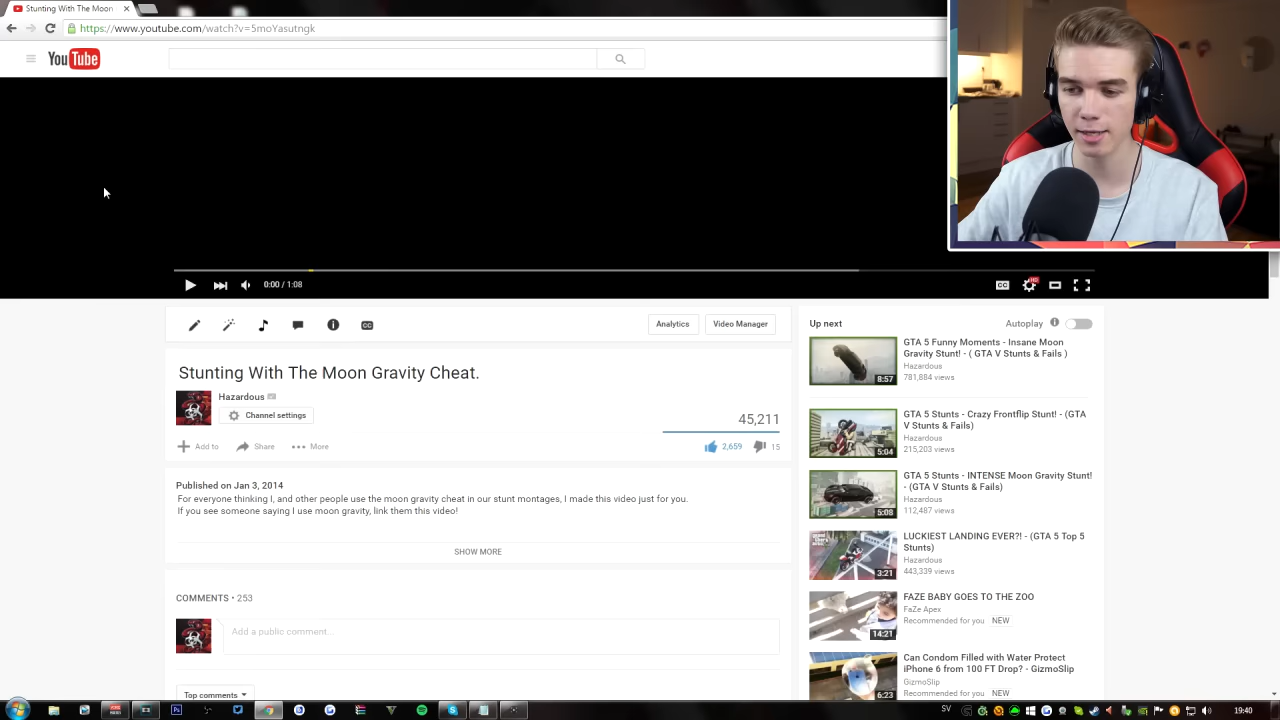 Stunting With The Moon
https://www.youtube.com/watch?v=5moYasutngk
YouTube
0:00 / 1:08
CC
HD
CC
Analytics
Video Manager
Stunting With The Moon Gravity Cheat.
Hazardous
Channel settings
45,211
Add to
Share
More
2,659
15
Published on Jan 3, 2014
For everyone thinking I, and other people use the moon gravity cheat in our stunt montages, I made this video just for you.
If you see someone saying I use moon gravity, link them this video!
SHOW MORE
COMMENTS • 253
Add a public comment...
Top comments
Up next
Autoplay
8:57
GTA 5 Funny Moments - Insane Moon
Gravity Stunt! - ( GTA V Stunts & Fails )
Hazardous
781,884 views
5:04
GTA 5 Stunts - Crazy Frontflip Stunt! - (GTA
V Stunts & Fails)
Hazardous
215,203 views
5:08
GTA 5 Stunts - INTENSE Moon Gravity Stunt!
- (GTA V Stunts & Fails)
Hazardous
112,487 views
3:21
LUCKIEST LANDING EVER?! - (GTA 5 Top 5
Stunts)
Hazardous
443,339 views
14:21
FAZE BABY GOES TO THE ZOO
FaZe Apex
Recommended for you NEW
6:23
Can Condom Filled with Water Protect
iPhone 6 from 100 FT Drop? - GizmoSlip
GizmoSlip
Recommended for you NEW
Ps
SV
19:40